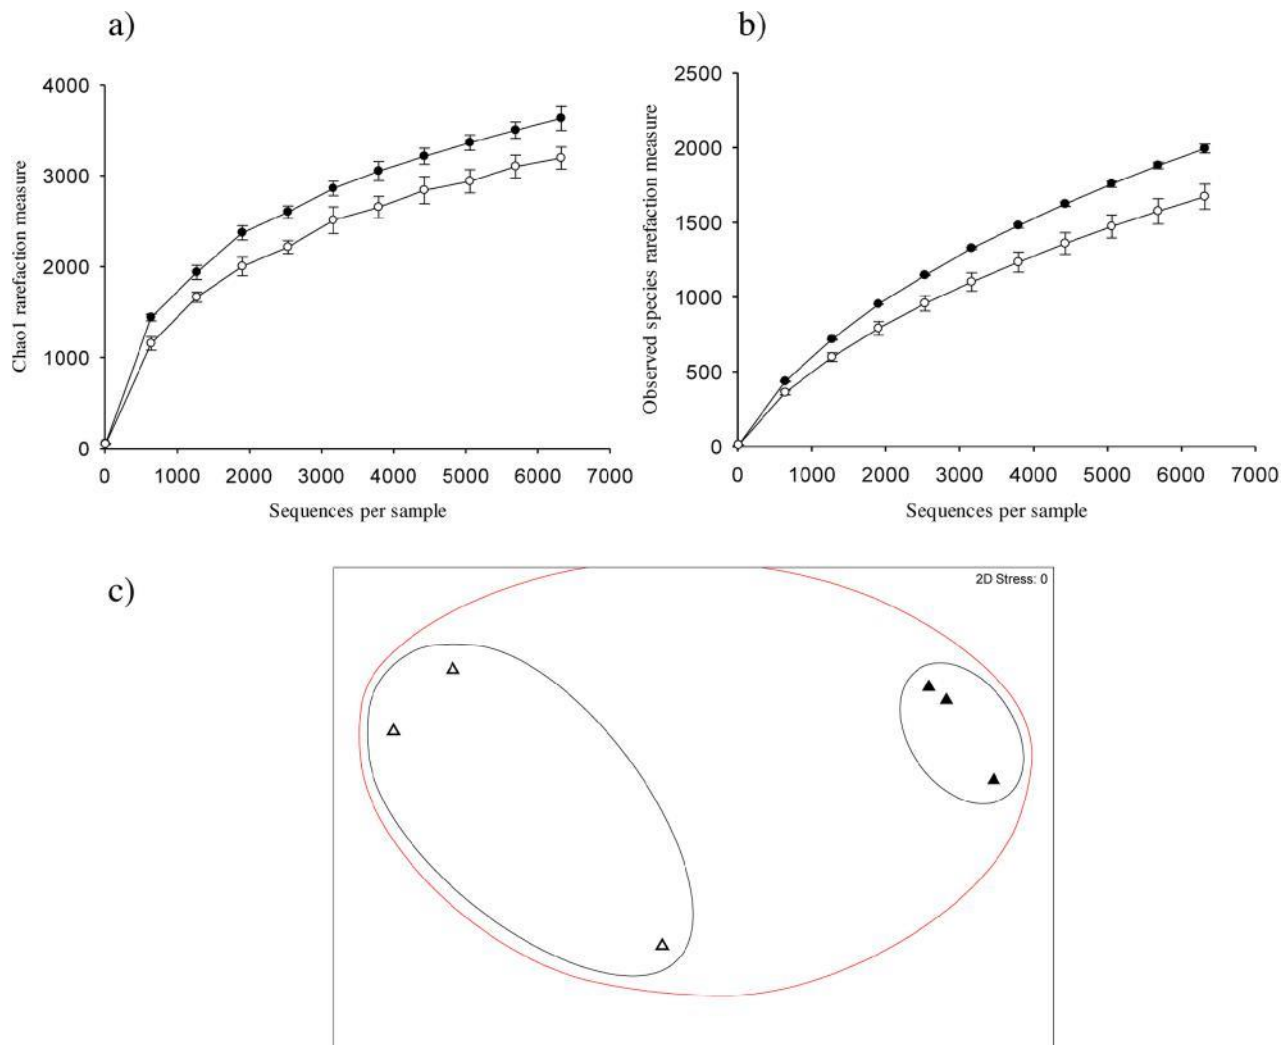 a)
4000
3000
2000
1000
0
Chao1 rarefaction measure
0 1000 2000 3000 4000 5000 6000 7000
Sequences per sample
b)
2500
2000
1500
1000
500
0
Observed species rarefaction measure
0 1000 2000 3000 4000 5000 6000 7000
Sequences per sample
c)
2D Stress: 0